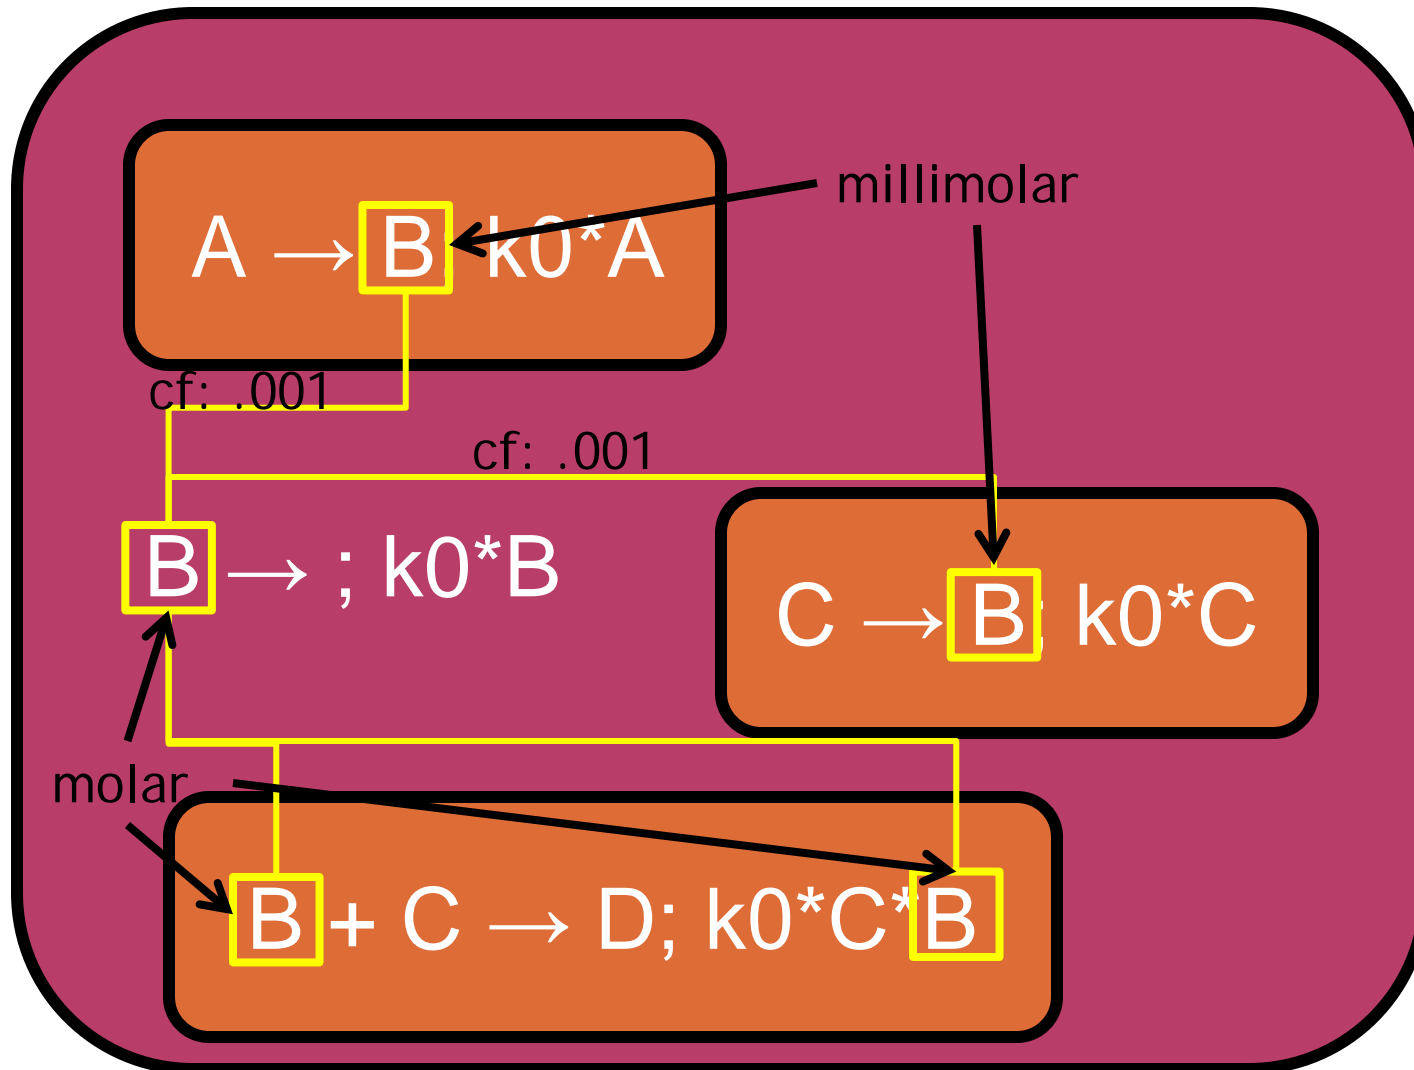 millimolar
A → B; k0*A
cf: .001
cf: .001
B → ; k0*B
C → B; k0*C
molar
B + C → D; k0*C*B